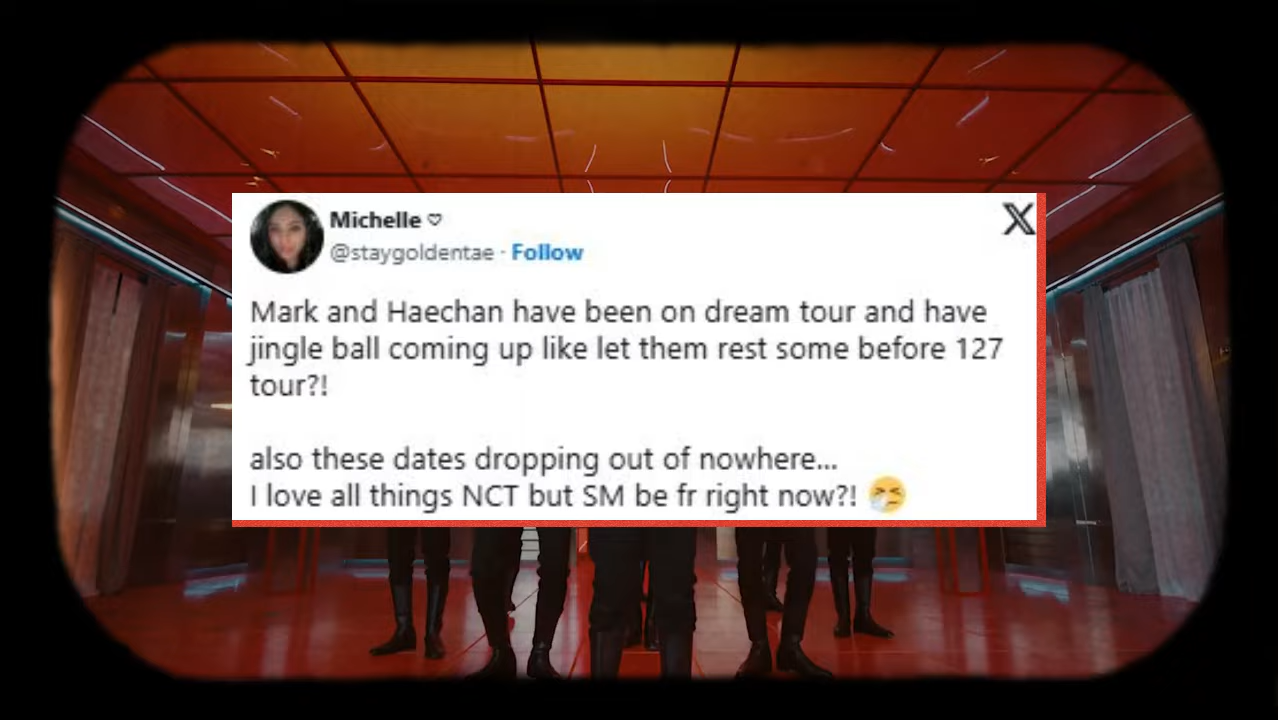 Michelle ♡
@staygoldentae · Follow
X
Mark and Haechan have been on dream tour and have
jingle ball coming up like let them rest some before 127
tour?!
also these dates dropping out of nowhere...
I love all things NCT but SM be fr right now?! 🤧